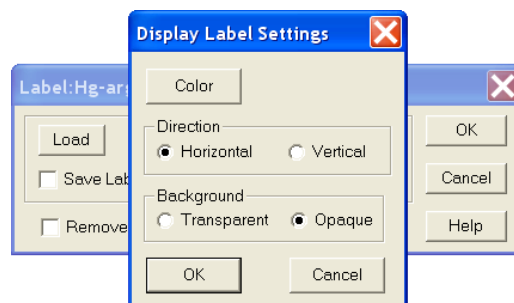 Display Label Settings
Color
Direction
Horizontal Vertical
Background
Transparent Opaque
OK Cancel
Label:Hg-ar
Load
Save Lab
Remove
OK
Cancel
Help